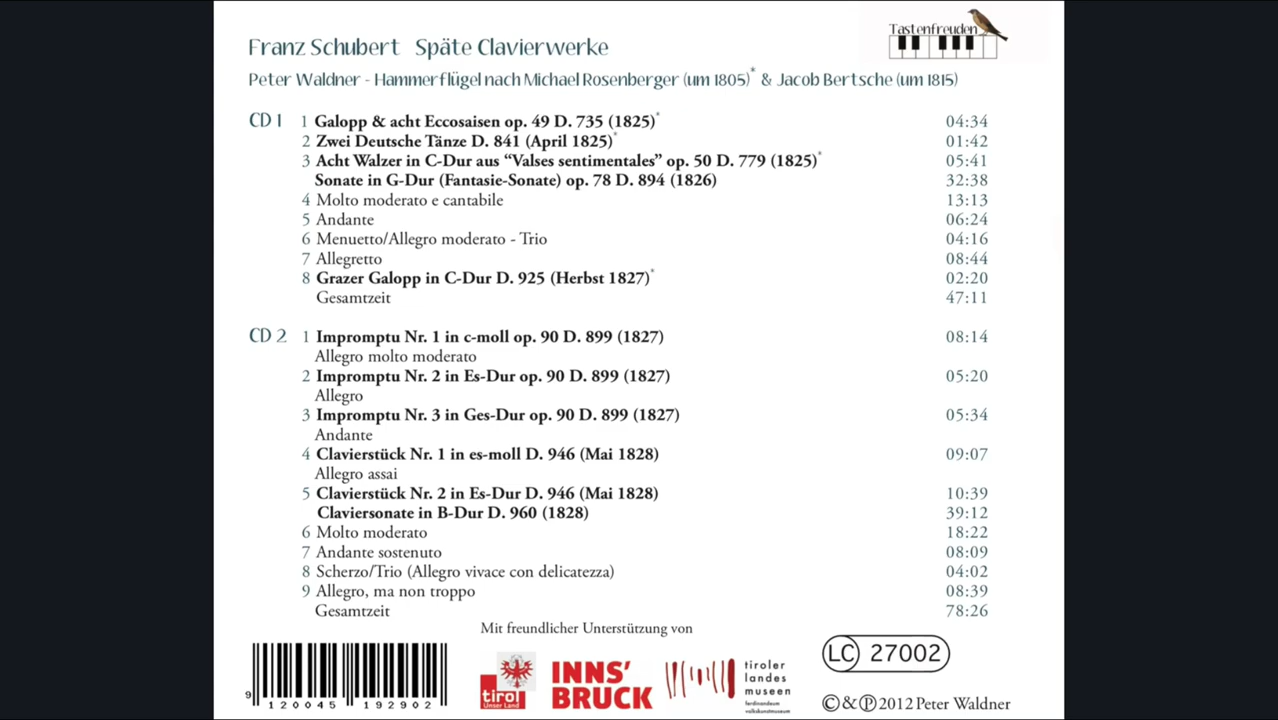 Tastenfreuden
Franz Schubert Späte Clavierwerke
Peter Waldner - Hammerflügel nach Michael Rosenberger (um 1805)* & Jacob Bertsche (um 1815)
CD 1 1 Galopp & acht Eccosaisen op. 49 D. 735 (1825)* 04:34
2 Zwei Deutsche Tänze D. 841 (April 1825)* 01:42
3 Acht Walzer in C-Dur aus “Valses sentimentales” op. 50 D. 779 (1825)* 05:41
Sonate in G-Dur (Fantasie-Sonate) op. 78 D. 894 (1826) 32:38
4 Molto moderato e cantabile 13:13
5 Andante 06:24
6 Menuetto/Allegro moderato - Trio 04:16
7 Allegretto 08:44
8 Grazer Galopp in C-Dur D. 925 (Herbst 1827)* 02:20
Gesamtzeit 47:11
CD 2 1 Impromptu Nr. 1 in c-moll op. 90 D. 899 (1827) 08:14
Allegro molto moderato
2 Impromptu Nr. 2 in Es-Dur op. 90 D. 899 (1827) 05:20
Allegro
3 Impromptu Nr. 3 in Ges-Dur op. 90 D. 899 (1827) 05:34
Andante
4 Clavierstück Nr. 1 in es-moll D. 946 (Mai 1828) 09:07
Allegro assai
5 Clavierstück Nr. 2 in Es-Dur D. 946 (Mai 1828) 10:39
Claviersonate in B-Dur D. 960 (1828) 39:12
6 Molto moderato 18:22
7 Andante sostenuto 08:09
8 Scherzo/Trio (Allegro vivace con delicatezza) 04:02
9 Allegro, ma non troppo 08:39
Gesamtzeit 78:26
Mit freundlicher Unterstützung von
9 120045 192902
tirol
Unser Land
INNS'
BRUCK
tiroler
landes
museen
ferdinandeum
volkskunstmuseum
LC 27002
©&℗2012 Peter Waldner